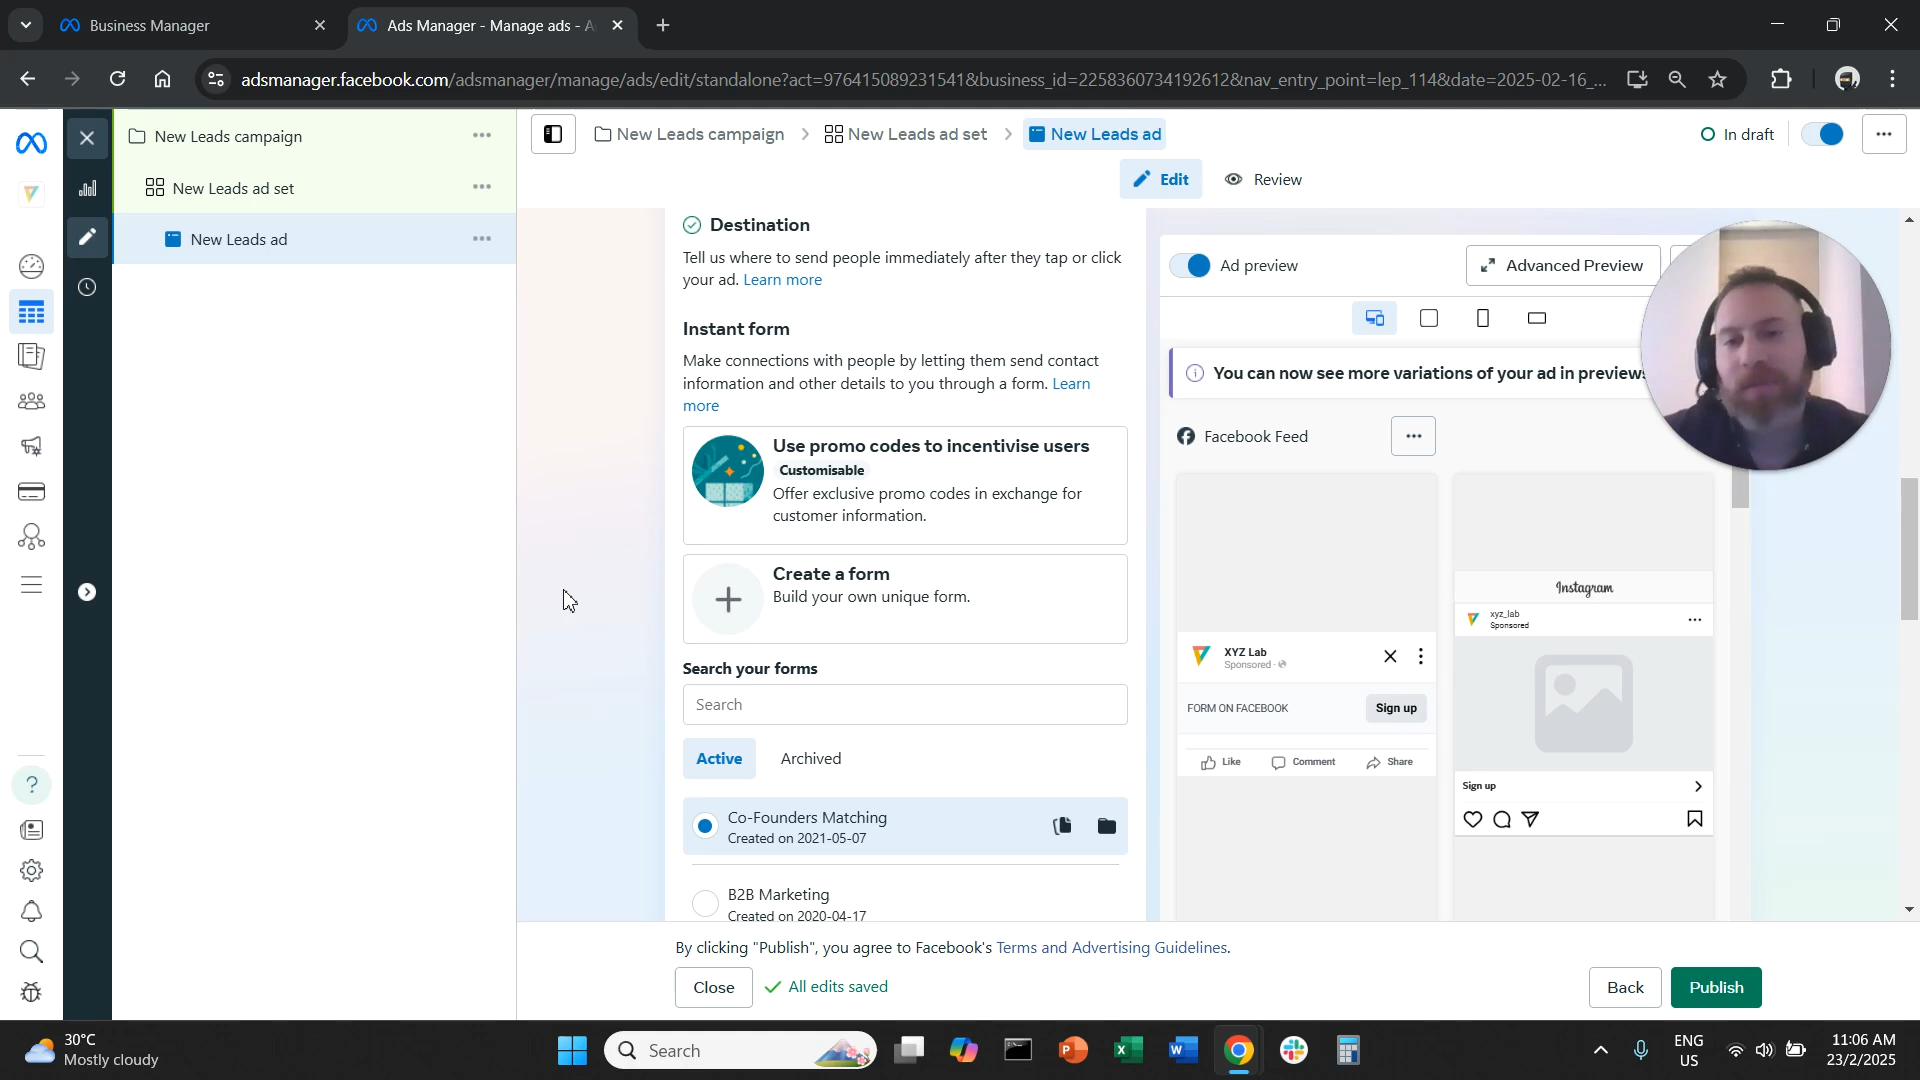 Business Manager
Ads Manager - Manage ads - A
adsmanager.facebook.com/adsmanager/manage/ads/edit/standalone?act=976415089231541&business_id=2258360734192612&nav_entry_point=lep_114&date=2025-02-16_...
New Leads campaign
New Leads ad set
New Leads ad
New Leads campaign
New Leads ad set
New Leads ad
In draft
Edit
Review
Destination
Tell us where to send people immediately after they tap or click
your ad. Learn more
Instant form
Make connections with people by letting them send contact
information and other details to you through a form. Learn
more
Use promo codes to incentivise users
Customisable
Offer exclusive promo codes in exchange for
customer information.
Create a form
Build your own unique form.
Search your forms
Search
Active
Archived
Co-Founders Matching
Created on 2021-05-07
B2B Marketing
Created on 2020-04-17
Ad preview
Advanced Preview
You can now see more variations of your ad in previews
Facebook Feed
XYZ Lab
Sponsored
FORM ON FACEBOOK
Sign up
Like
Comment
Share
Instagram
xyz_lab
Sponsored
Sign up
By clicking "Publish", you agree to Facebook's Terms and Advertising Guidelines.
Close
All edits saved
Back
Publish
30°C
Mostly cloudy
Search
ENG
US
11:06 AM
23/2/2025